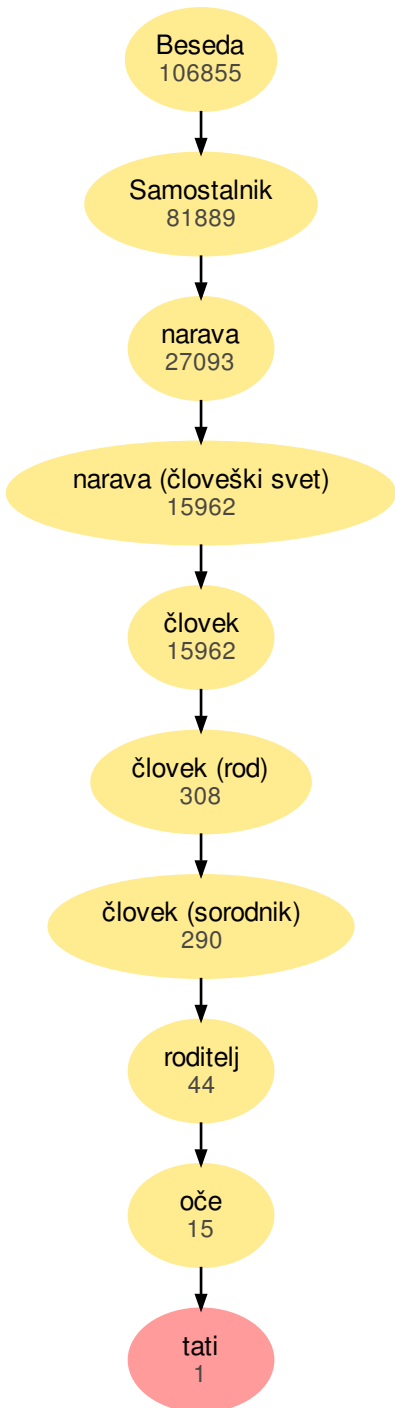 Beseda
106855
Samostalnik
81889
narava
27093
narava (človeški svet)
15962
človek
15962
človek (rod)
308
človek (sorodnik)
290
roditelj
44
oče
15
tati
1